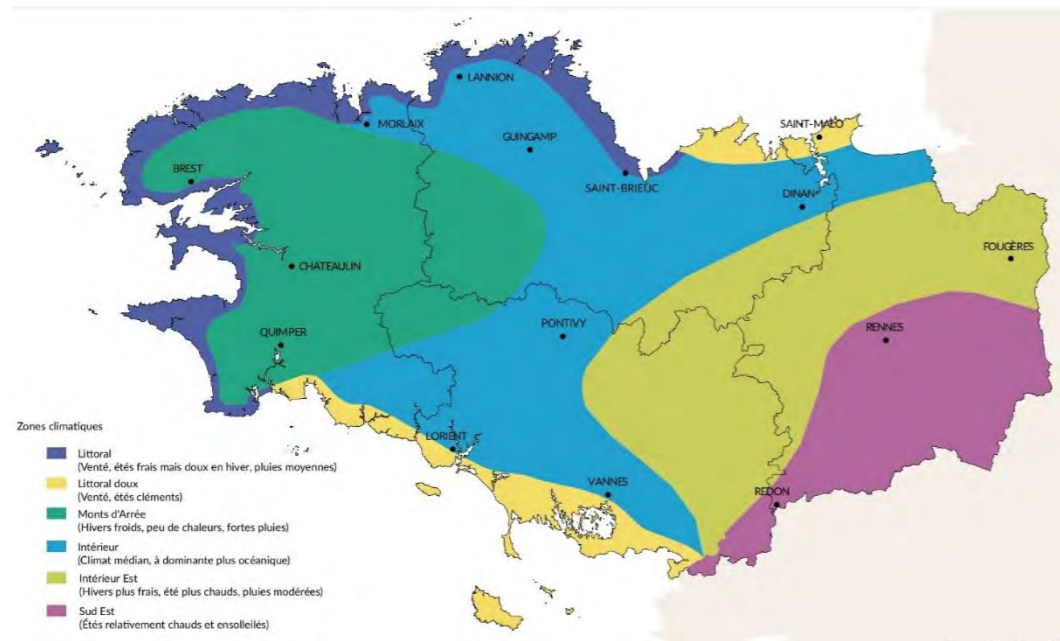 LANNION
MORLAIX
GUINGAMP
SAINT-MALO
BREST
SAINT-BRIEUC
DINAN
FOUGÈRES
CHATEAULIN
QUIMPER
PONTIVY
RENNES
LORIENT
VANNES
REDON
Zones climatiques
Littoral
(Venté, étés frais mais doux en hiver, pluies moyennes)
Littoral doux
(Venté, étés cléments)
Monts d'Arrée
(Hivers froids, peu de chaleurs, fortes pluies)
Intérieur
(Climat médian, à dominante plus océanique)
Intérieur Est
(Hivers plus frais, été plus chauds, pluies modérées)
Sud Est
(Étés relativement chauds et ensolleilés)